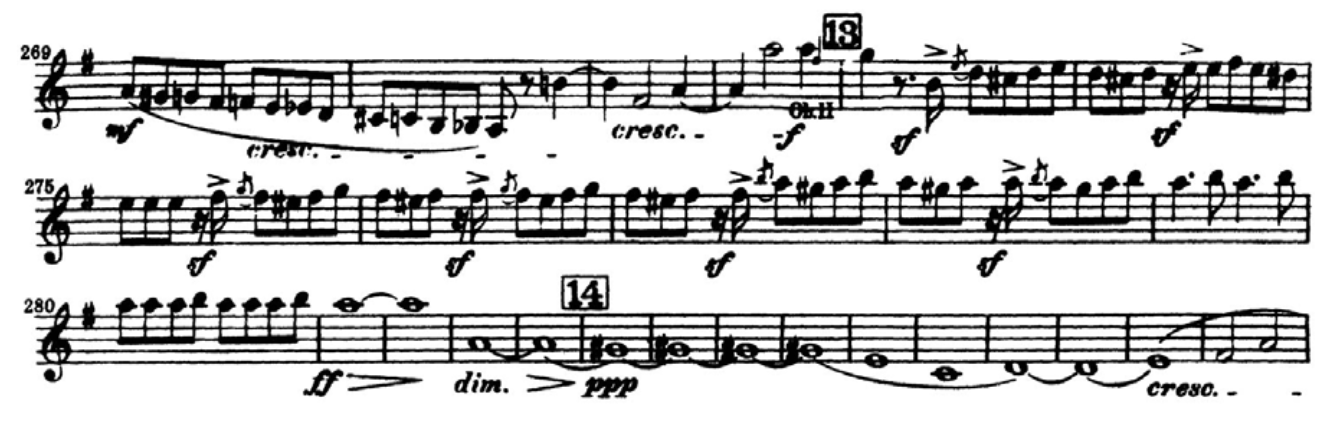 13
269
mf cresc. - - - - cresc. - - f Ob.II sf sf
275
sf sf sf sf
14
280
ff dim. ppp cresc. - -